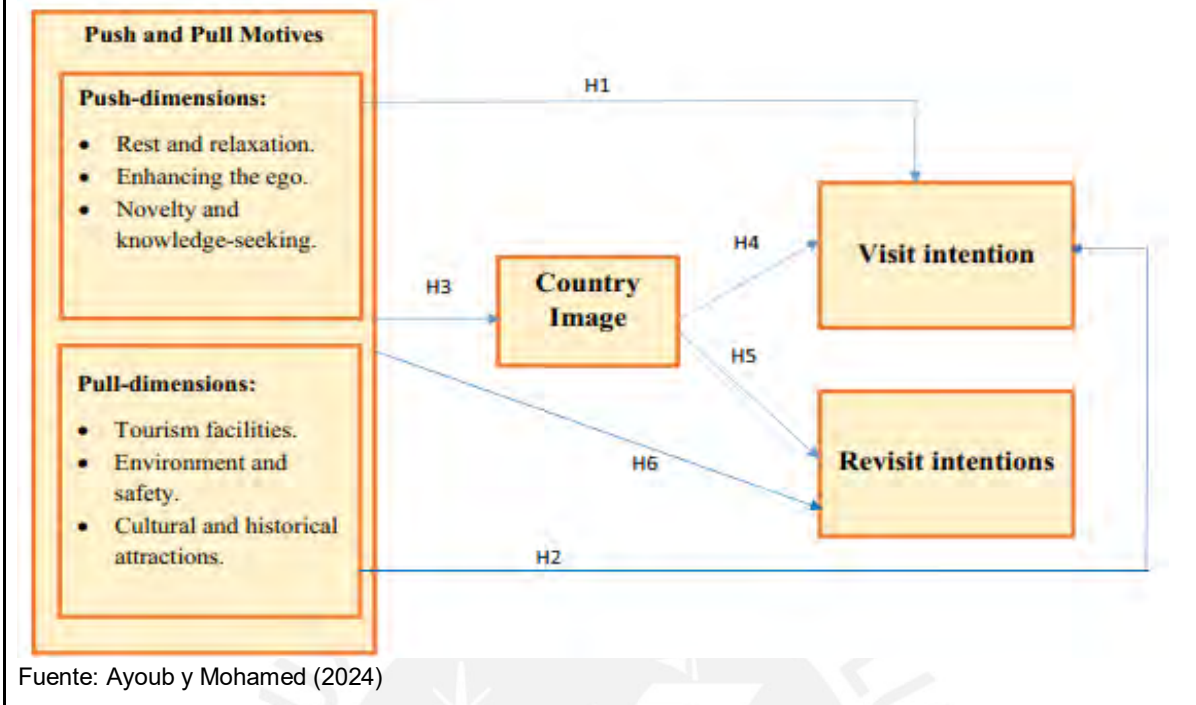 Push and Pull Motives
Push-dimensions:
• Rest and relaxation.
• Enhancing the ego.
• Novelty and
knowledge-seeking.
Pull-dimensions:
• Tourism facilities.
• Environment and
safety.
• Cultural and historical
attractions.
H1
H3
Country
Image
H4
H5
H6
H2
Visit intention
Revisit intentions
Fuente: Ayoub y Mohamed (2024)